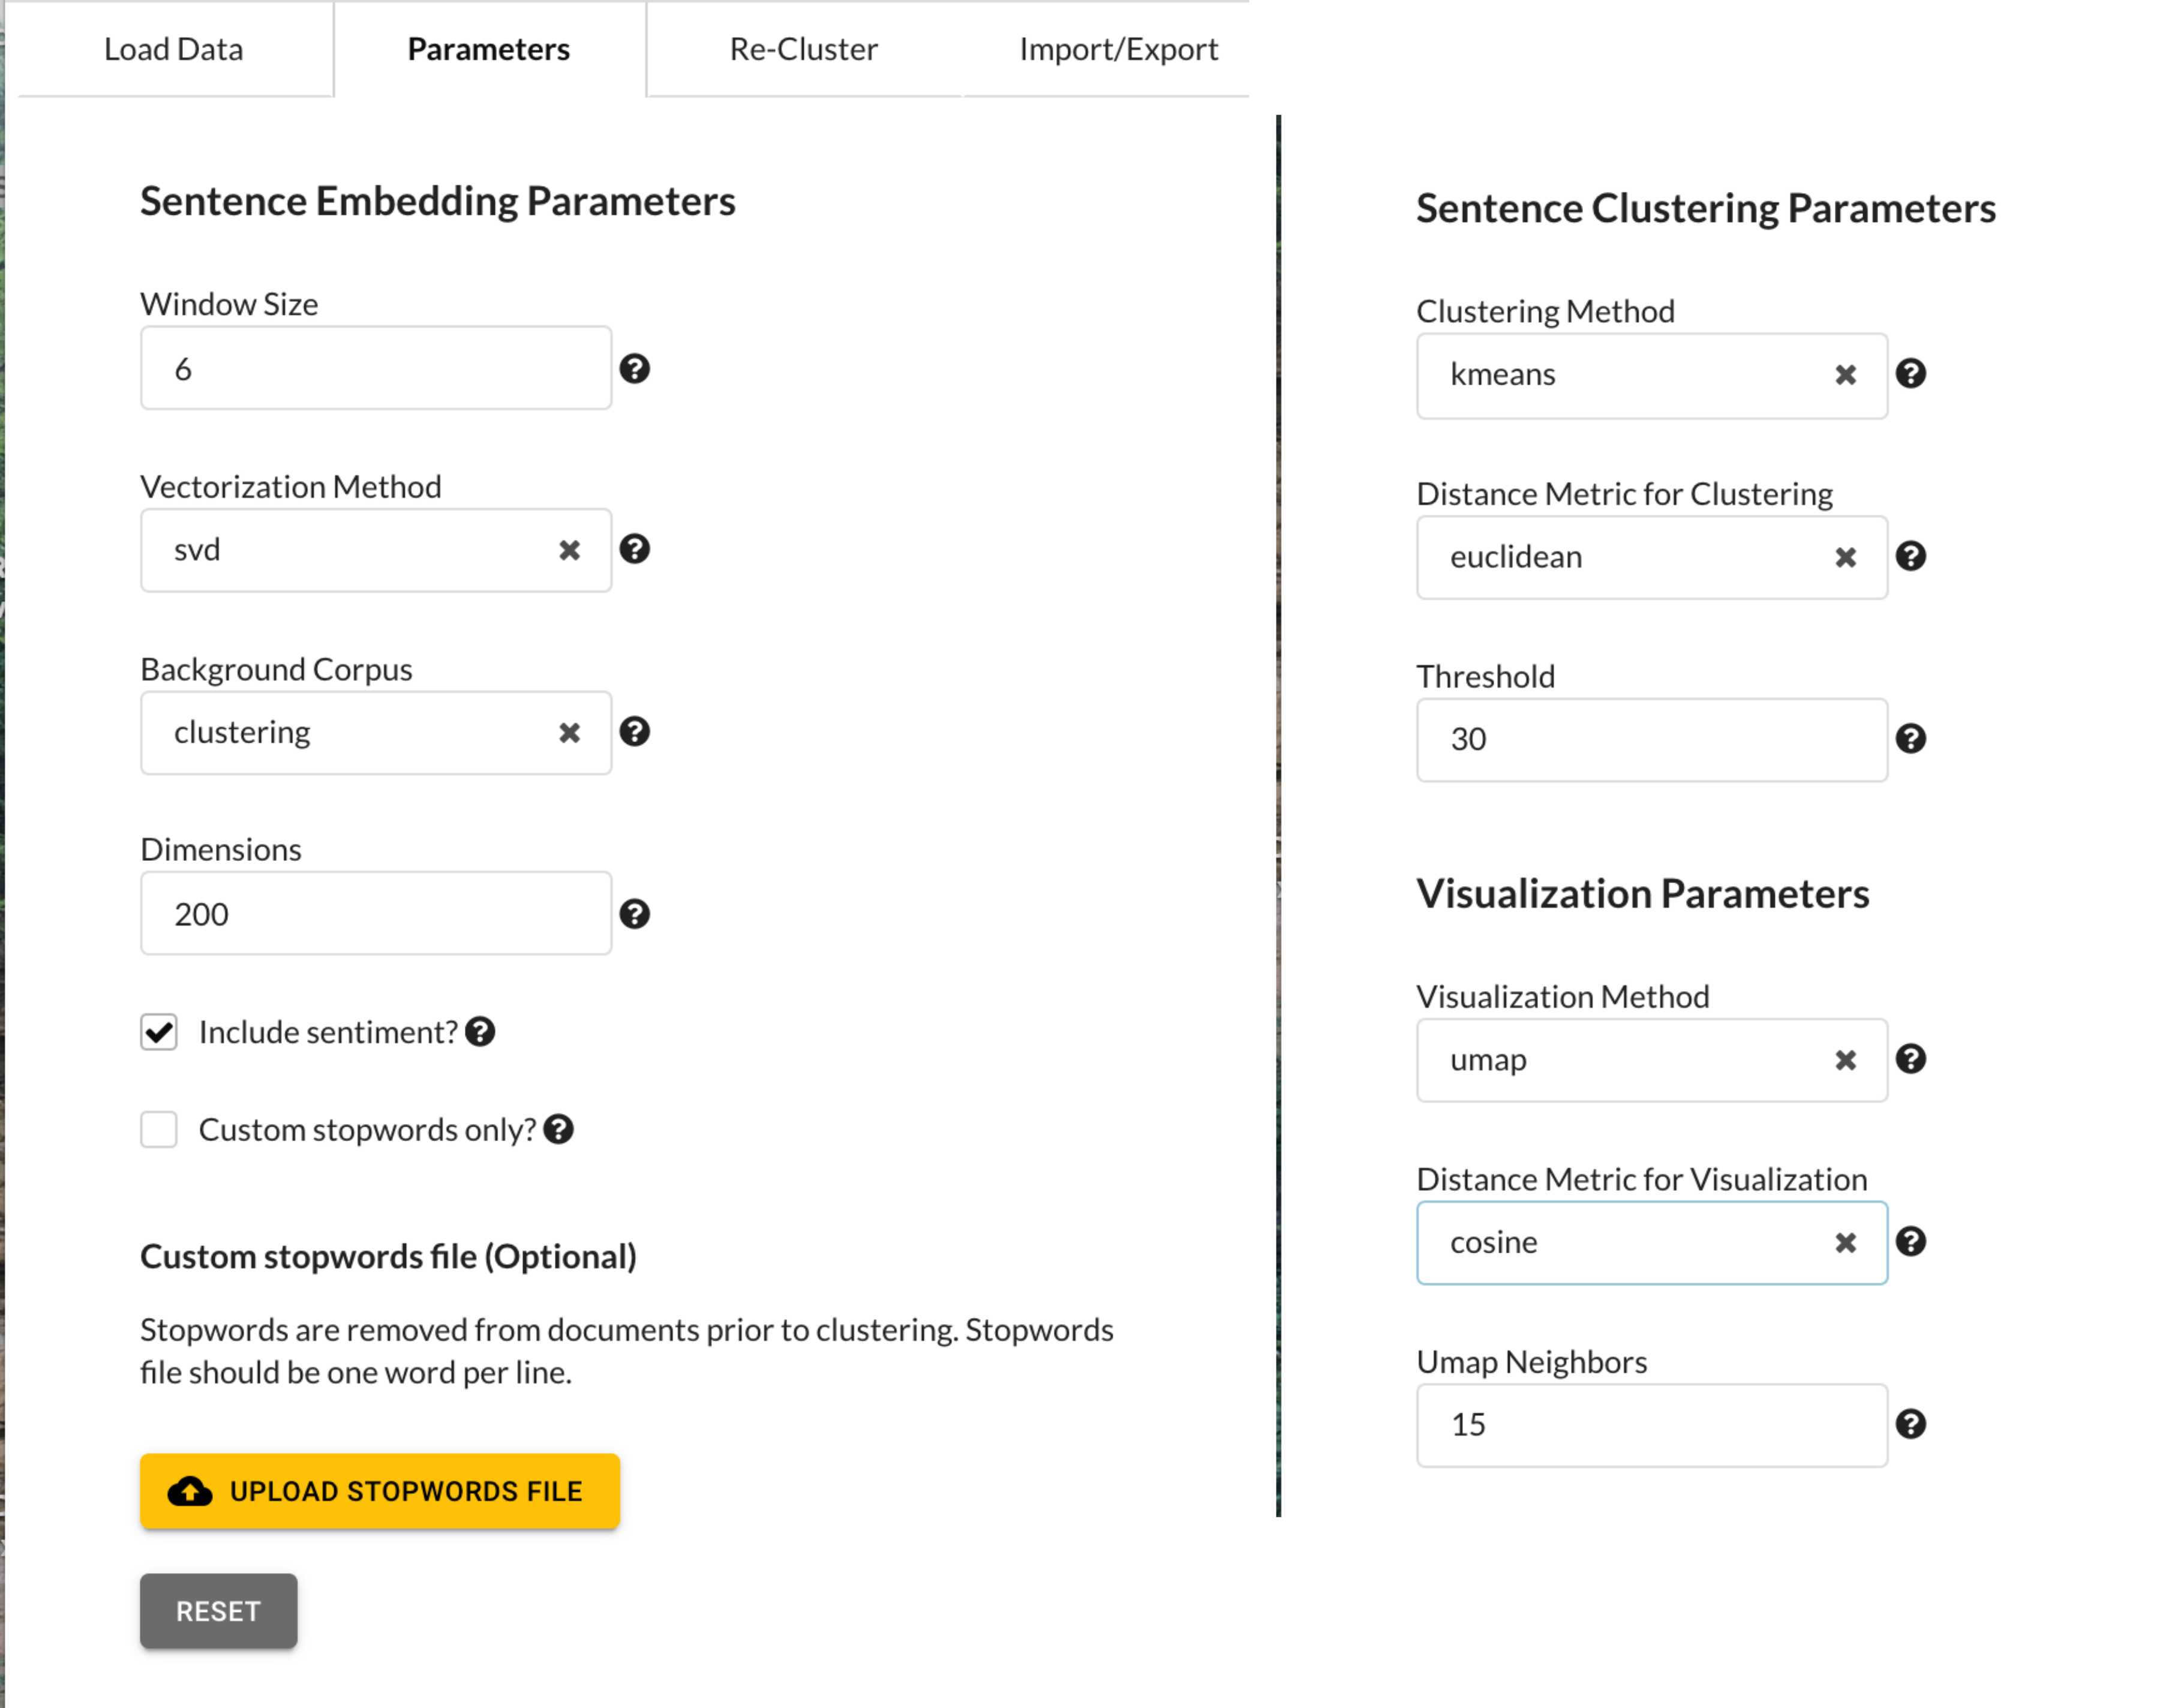 Load Data
Parameters
Re-Cluster
Import/Export
Sentence Embedding Parameters
Window Size
6
Vectorization Method
svd
Background Corpus
clustering
Dimensions
200
Include sentiment?
Custom stopwords only?
Custom stopwords file (Optional)
Stopwords are removed from documents prior to clustering. Stopwords
file should be one word per line.
UPLOAD STOPWORDS FILE
RESET
Sentence Clustering Parameters
Clustering Method
kmeans
Distance Metric for Clustering
euclidean
Threshold
30
Visualization Parameters
Visualization Method
umap
Distance Metric for Visualization
cosine
Umap Neighbors
15